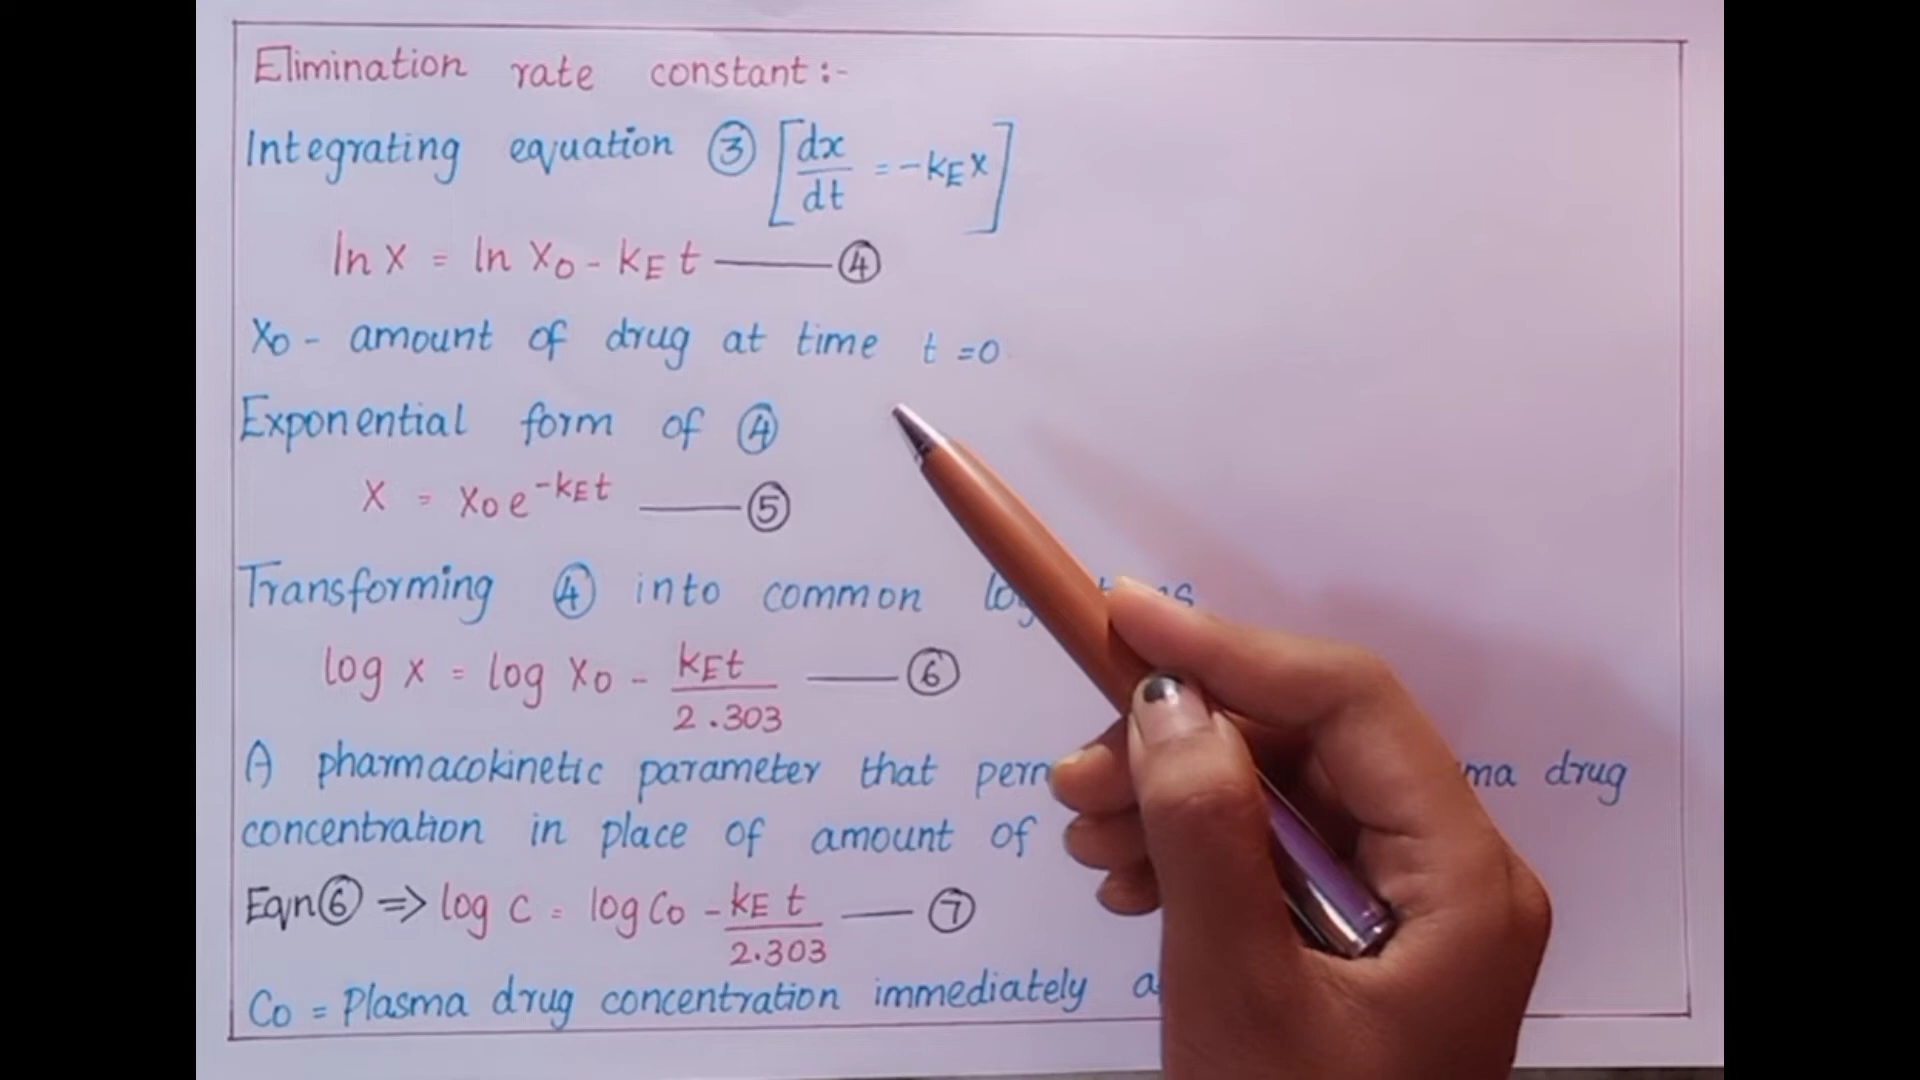 Elimination rate constant:-
Integrating equation ③ [dx/dt = -kEX]
ln X = ln X0 - kE t —— ④
X0 - amount of drug at time t = 0
Exponential form of ④
X = X0 e^-kEt —— ⑤
Transforming ④ into common
log X = log X0 - kEt/2.303 —— ⑥
A pharmacokinetic parameter that drug
concentration in place of amount of
Eqn⑥ => log C = log C0 - kE t/2.303 —— ⑦
C0 = Plasma drug concentration immediately